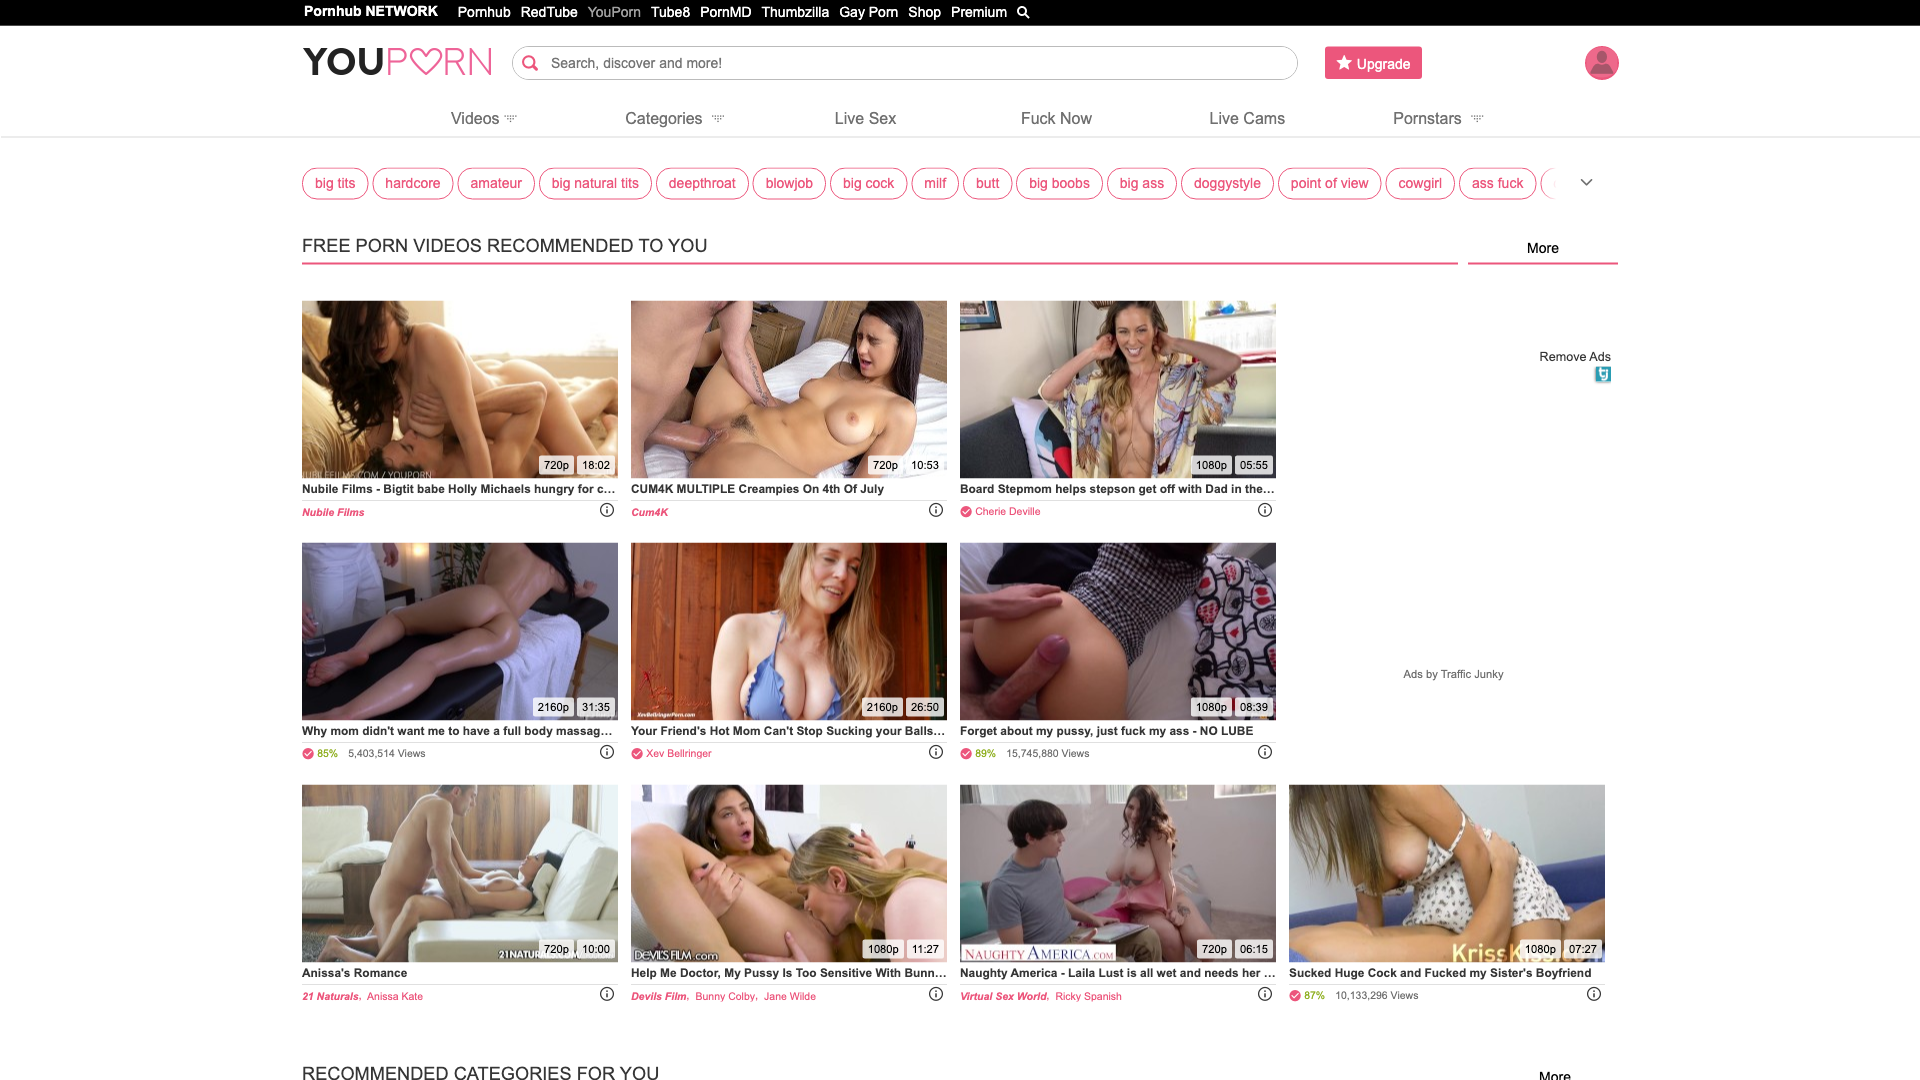 Pornhub NETWORK Pornhub RedTube YouPorn Tube8 PornMD Thumbzilla Gay Porn Shop Premium
YOUPORN Search, discover and more! Upgrade
Videos Categories Live Sex Fuck Now Live Cams Pornstars
big tits hardcore amateur big natural tits deepthroat blowjob big cock milf butt big boobs big ass doggystyle point of view cowgirl ass fuck
FREE PORN VIDEOS RECOMMENDED TO YOU More
Remove Ads
720p 18:02 720p 10:53 1080p 05:55
Nubile Films - Bigtit babe Holly Michaels hungry for c... CUM4K MULTIPLE Creampies On 4th Of July Board Stepmom helps stepson get off with Dad in the...
Nubile Films Cum4K Cherie Deville
Ads by Traffic Junky
XevBellringerPorn.com
2160p 31:35 2160p 26:50 1080p 08:39
Why mom didn't want me to have a full body massag... Your Friend's Hot Mom Can't Stop Sucking your Balls... Forget about my pussy, just fuck my ass - NO LUBE
85% 5,403,514 Views Xev Bellringer 89% 15,745,880 Views
720p 10:00 DEVILSFILM.com 1080p 11:27 NAUGHTY AMERICA.COM 720p 06:15 1080p 07:27
Anissa's Romance Help Me Doctor, My Pussy Is Too Sensitive With Bunn... Naughty America - Laila Lust is all wet and needs her ... Sucked Huge Cock and Fucked my Sister's Boyfriend
21 Naturals, Anissa Kate Devils Film, Bunny Colby, Jane Wilde Virtual Sex World, Ricky Spanish 87% 10,133,296 Views
RECOMMENDED CATEGORIES FOR YOU More